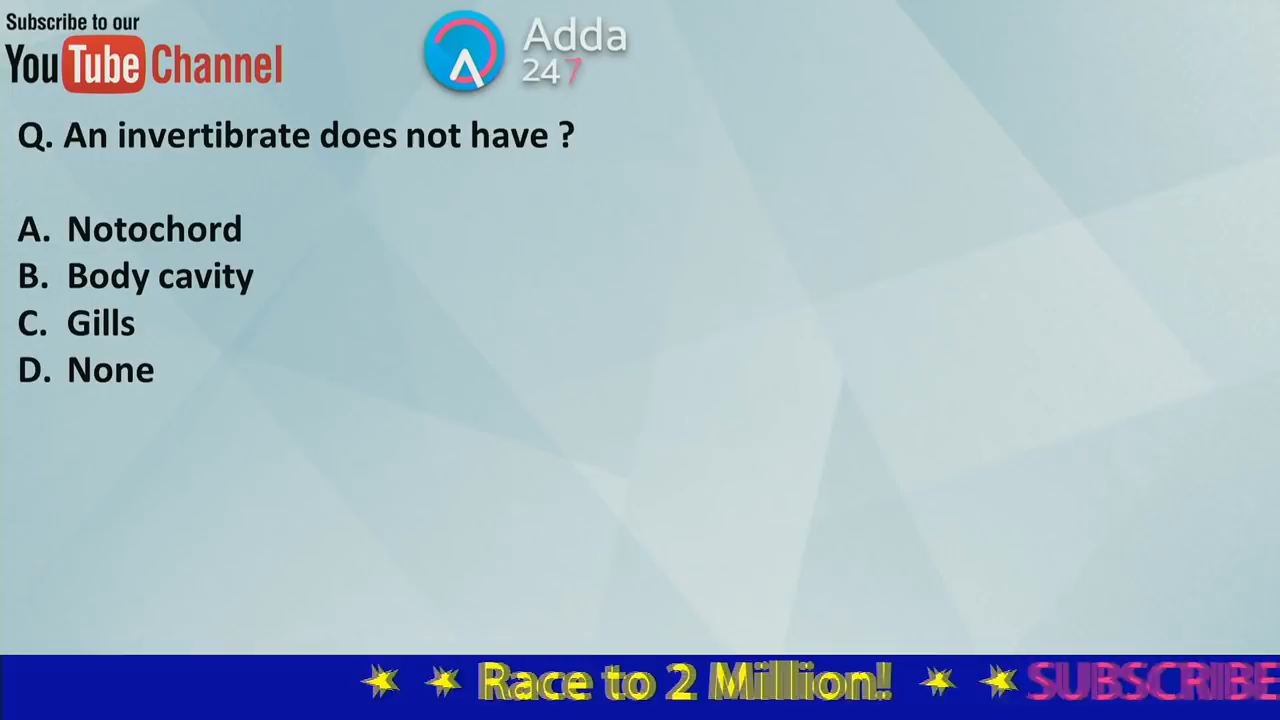 Subscribe to our
YouTube Channel
Adda
247
Q. An invertibrate does not have ?
A. Notochord
B. Body cavity
C. Gills
D. None
Race to 2 Million!
SUBSCRIBE